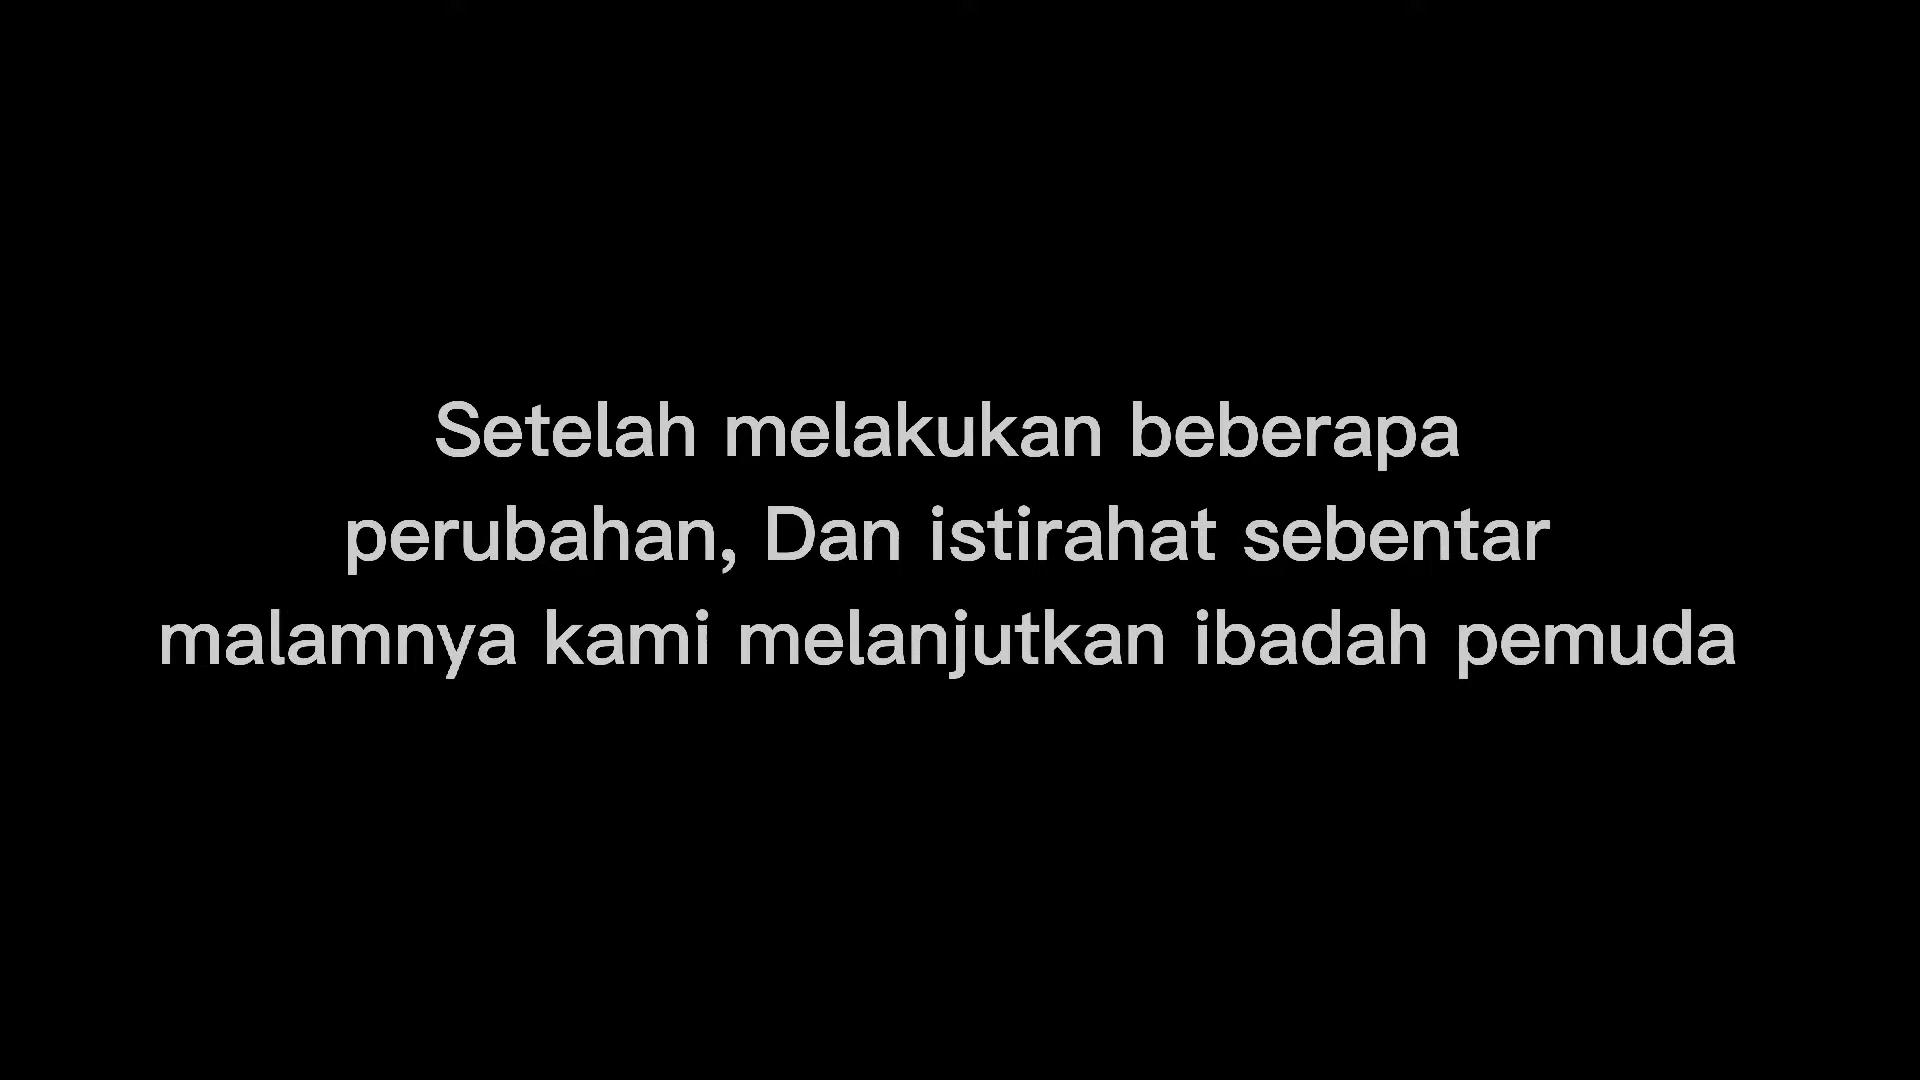 Setelah melakukan beberapa
perubahan, Dan istirahat sebentar
malamnya kami melanjutkan ibadah pemuda